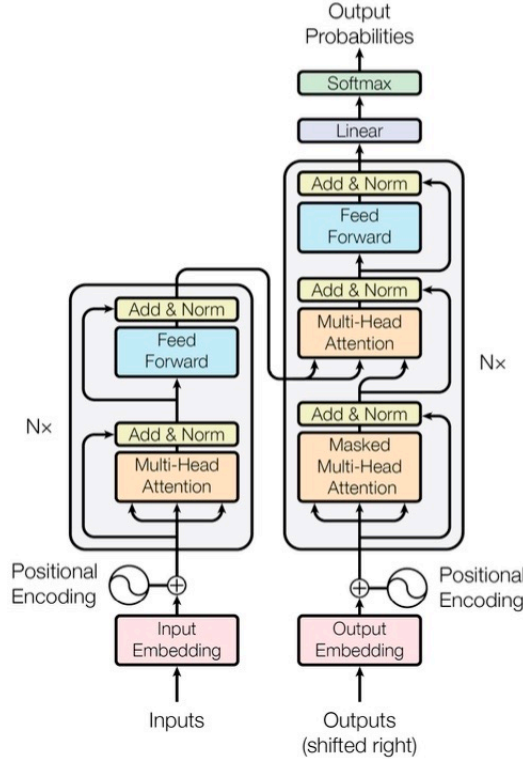 Output
Probabilities
Softmax
Linear
Add & Norm
Feed
Forward
Add & Norm
Multi-Head
Attention
Add & Norm
Masked
Multi-Head
Attention
N×
Positional
Encoding
Output
Embedding
Outputs
(shifted right)
Add & Norm
Feed
Forward
Add & Norm
Multi-Head
Attention
N×
Positional
Encoding
Input
Embedding
Inputs